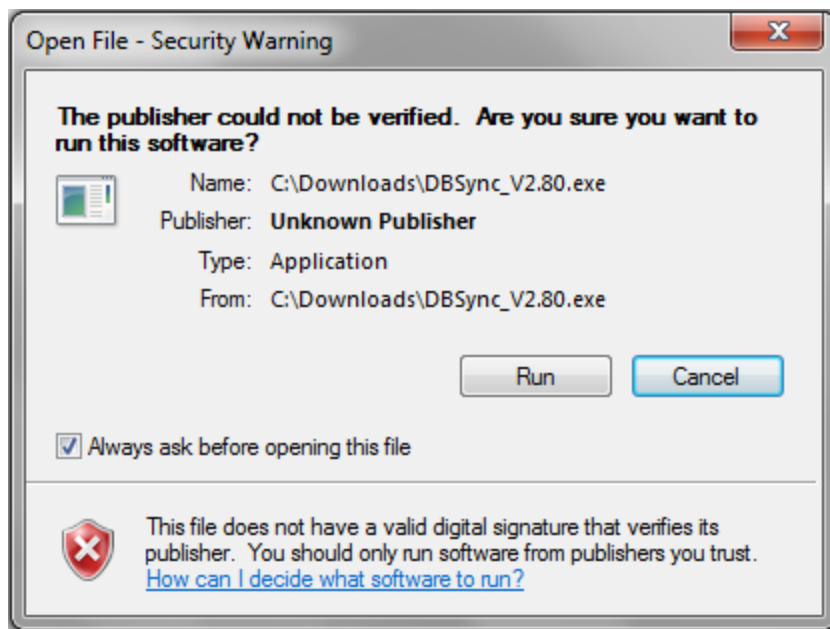 Open File - Security Warning
The publisher could not be verified. Are you sure you want to
run this software?
Name: C:\Downloads\DBSync_V2.80.exe
Publisher: Unknown Publisher
Type: Application
From: C:\Downloads\DBSync_V2.80.exe
Run Cancel
Always ask before opening this file
This file does not have a valid digital signature that verifies its
publisher. You should only run software from publishers you trust.
How can I decide what software to run?